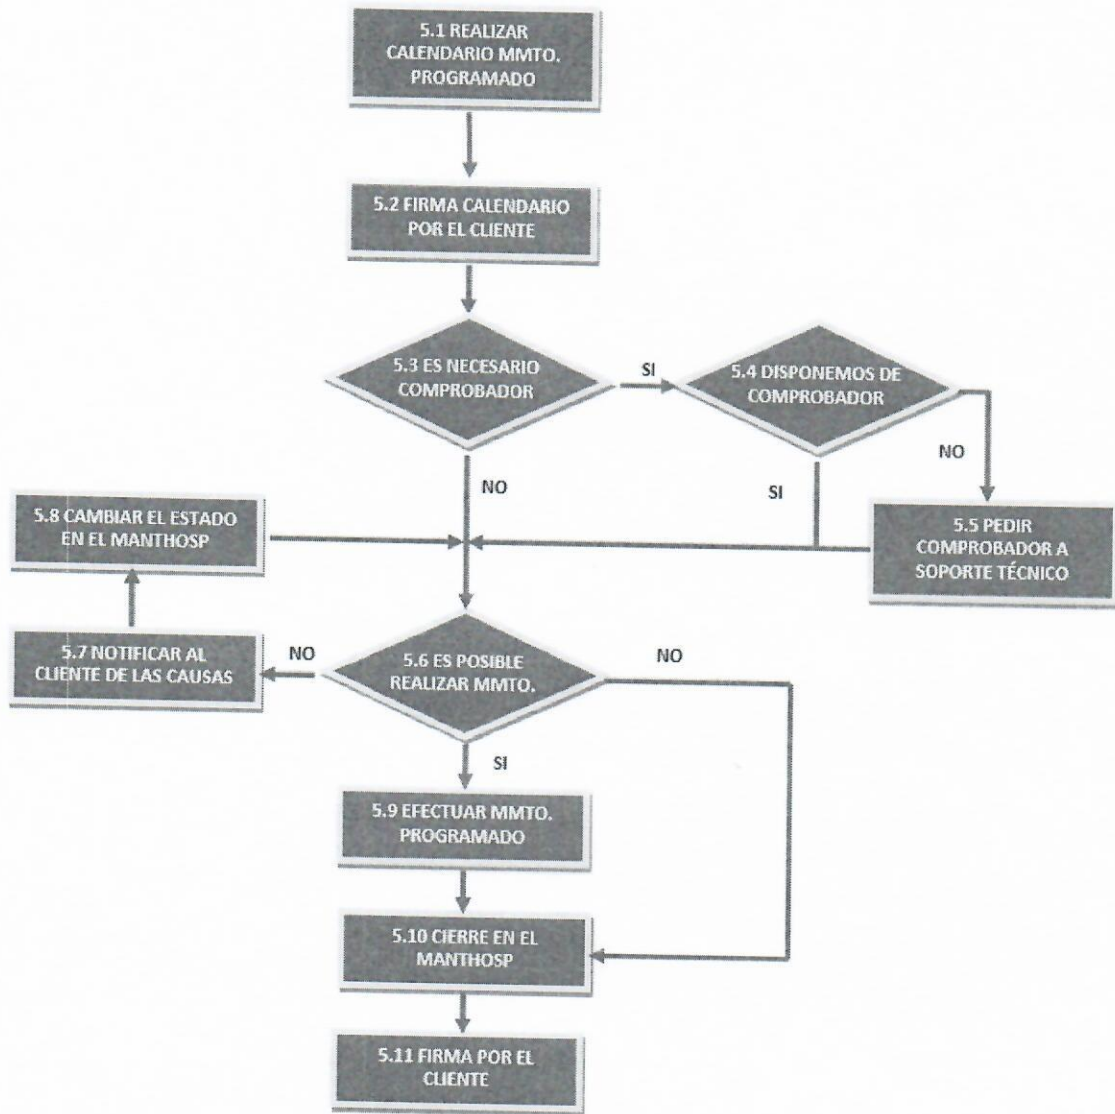 5.1 REALIZAR
CALENDARIO MMTO.
PROGRAMADO
5.2 FIRMA CALENDARIO
POR EL CLIENTE
5.3 ES NECESARIO
COMPROBADOR
SI
5.4 DISPONEMOS DE
COMPROBADOR
NO
SI
NO
5.5 PEDIR
COMPROBADOR A
SOPORTE TÉCNICO
5.8 CAMBIAR EL ESTADO
EN EL MANTHOSP
5.7 NOTIFICAR AL
CLIENTE DE LAS CAUSAS
NO
5.6 ES POSIBLE
REALIZAR MMTO.
NO
SI
5.9 EFECTUAR MMTO.
PROGRAMADO
5.10 CIERRE EN EL
MANTHOSP
5.11 FIRMA POR EL
CLIENTE